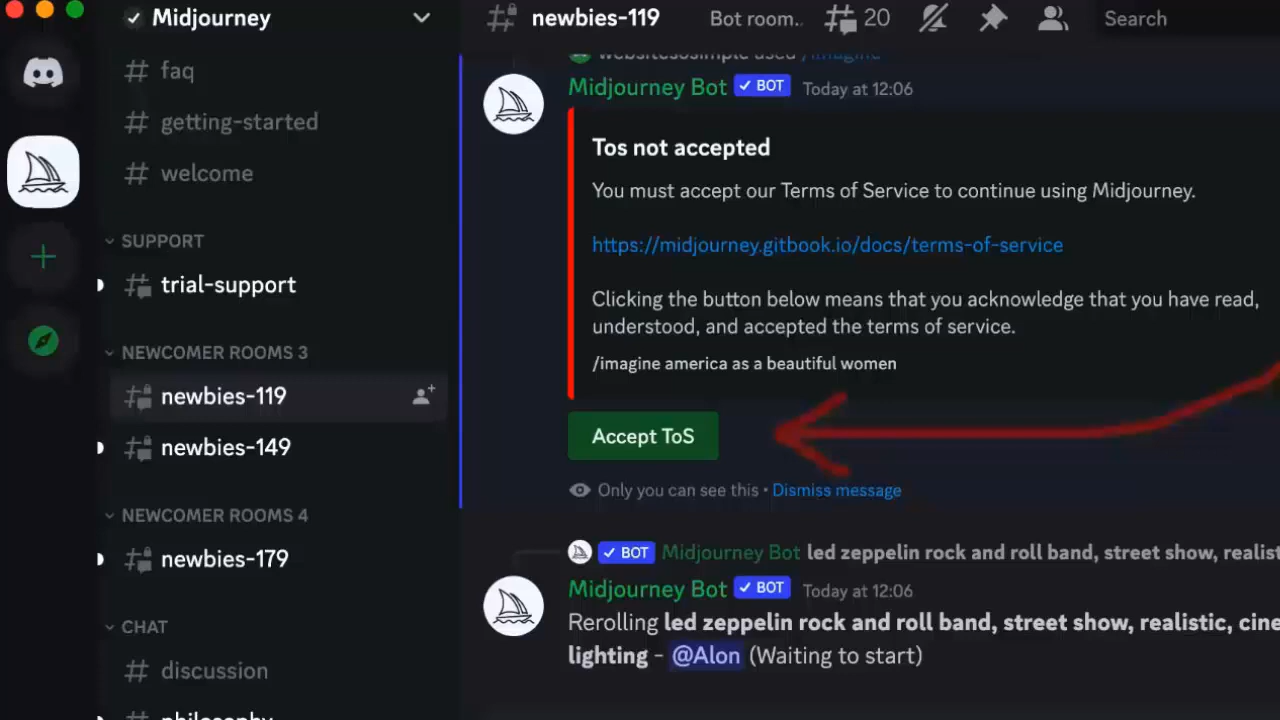 Midjourney
faq
getting-started
welcome
SUPPORT
trial-support
NEWCOMER ROOMS 3
newbies-119
newbies-149
NEWCOMER ROOMS 4
newbies-179
CHAT
discussion
philosophy
newbies-119 Bot room... 20 Search
websitesosimple used /imagine
Midjourney Bot BOT Today at 12:06
Tos not accepted
You must accept our Terms of Service to continue using Midjourney.
https://midjourney.gitbook.io/docs/terms-of-service
Clicking the button below means that you acknowledge that you have read,
understood, and accepted the terms of service.
/imagine america as a beautiful women
Accept ToS
Only you can see this • Dismiss message
BOT Midjourney Bot led zeppelin rock and roll band, street show, realist
Midjourney Bot BOT Today at 12:06
Rerolling led zeppelin rock and roll band, street show, realistic, cine
lighting - @Alon (Waiting to start)